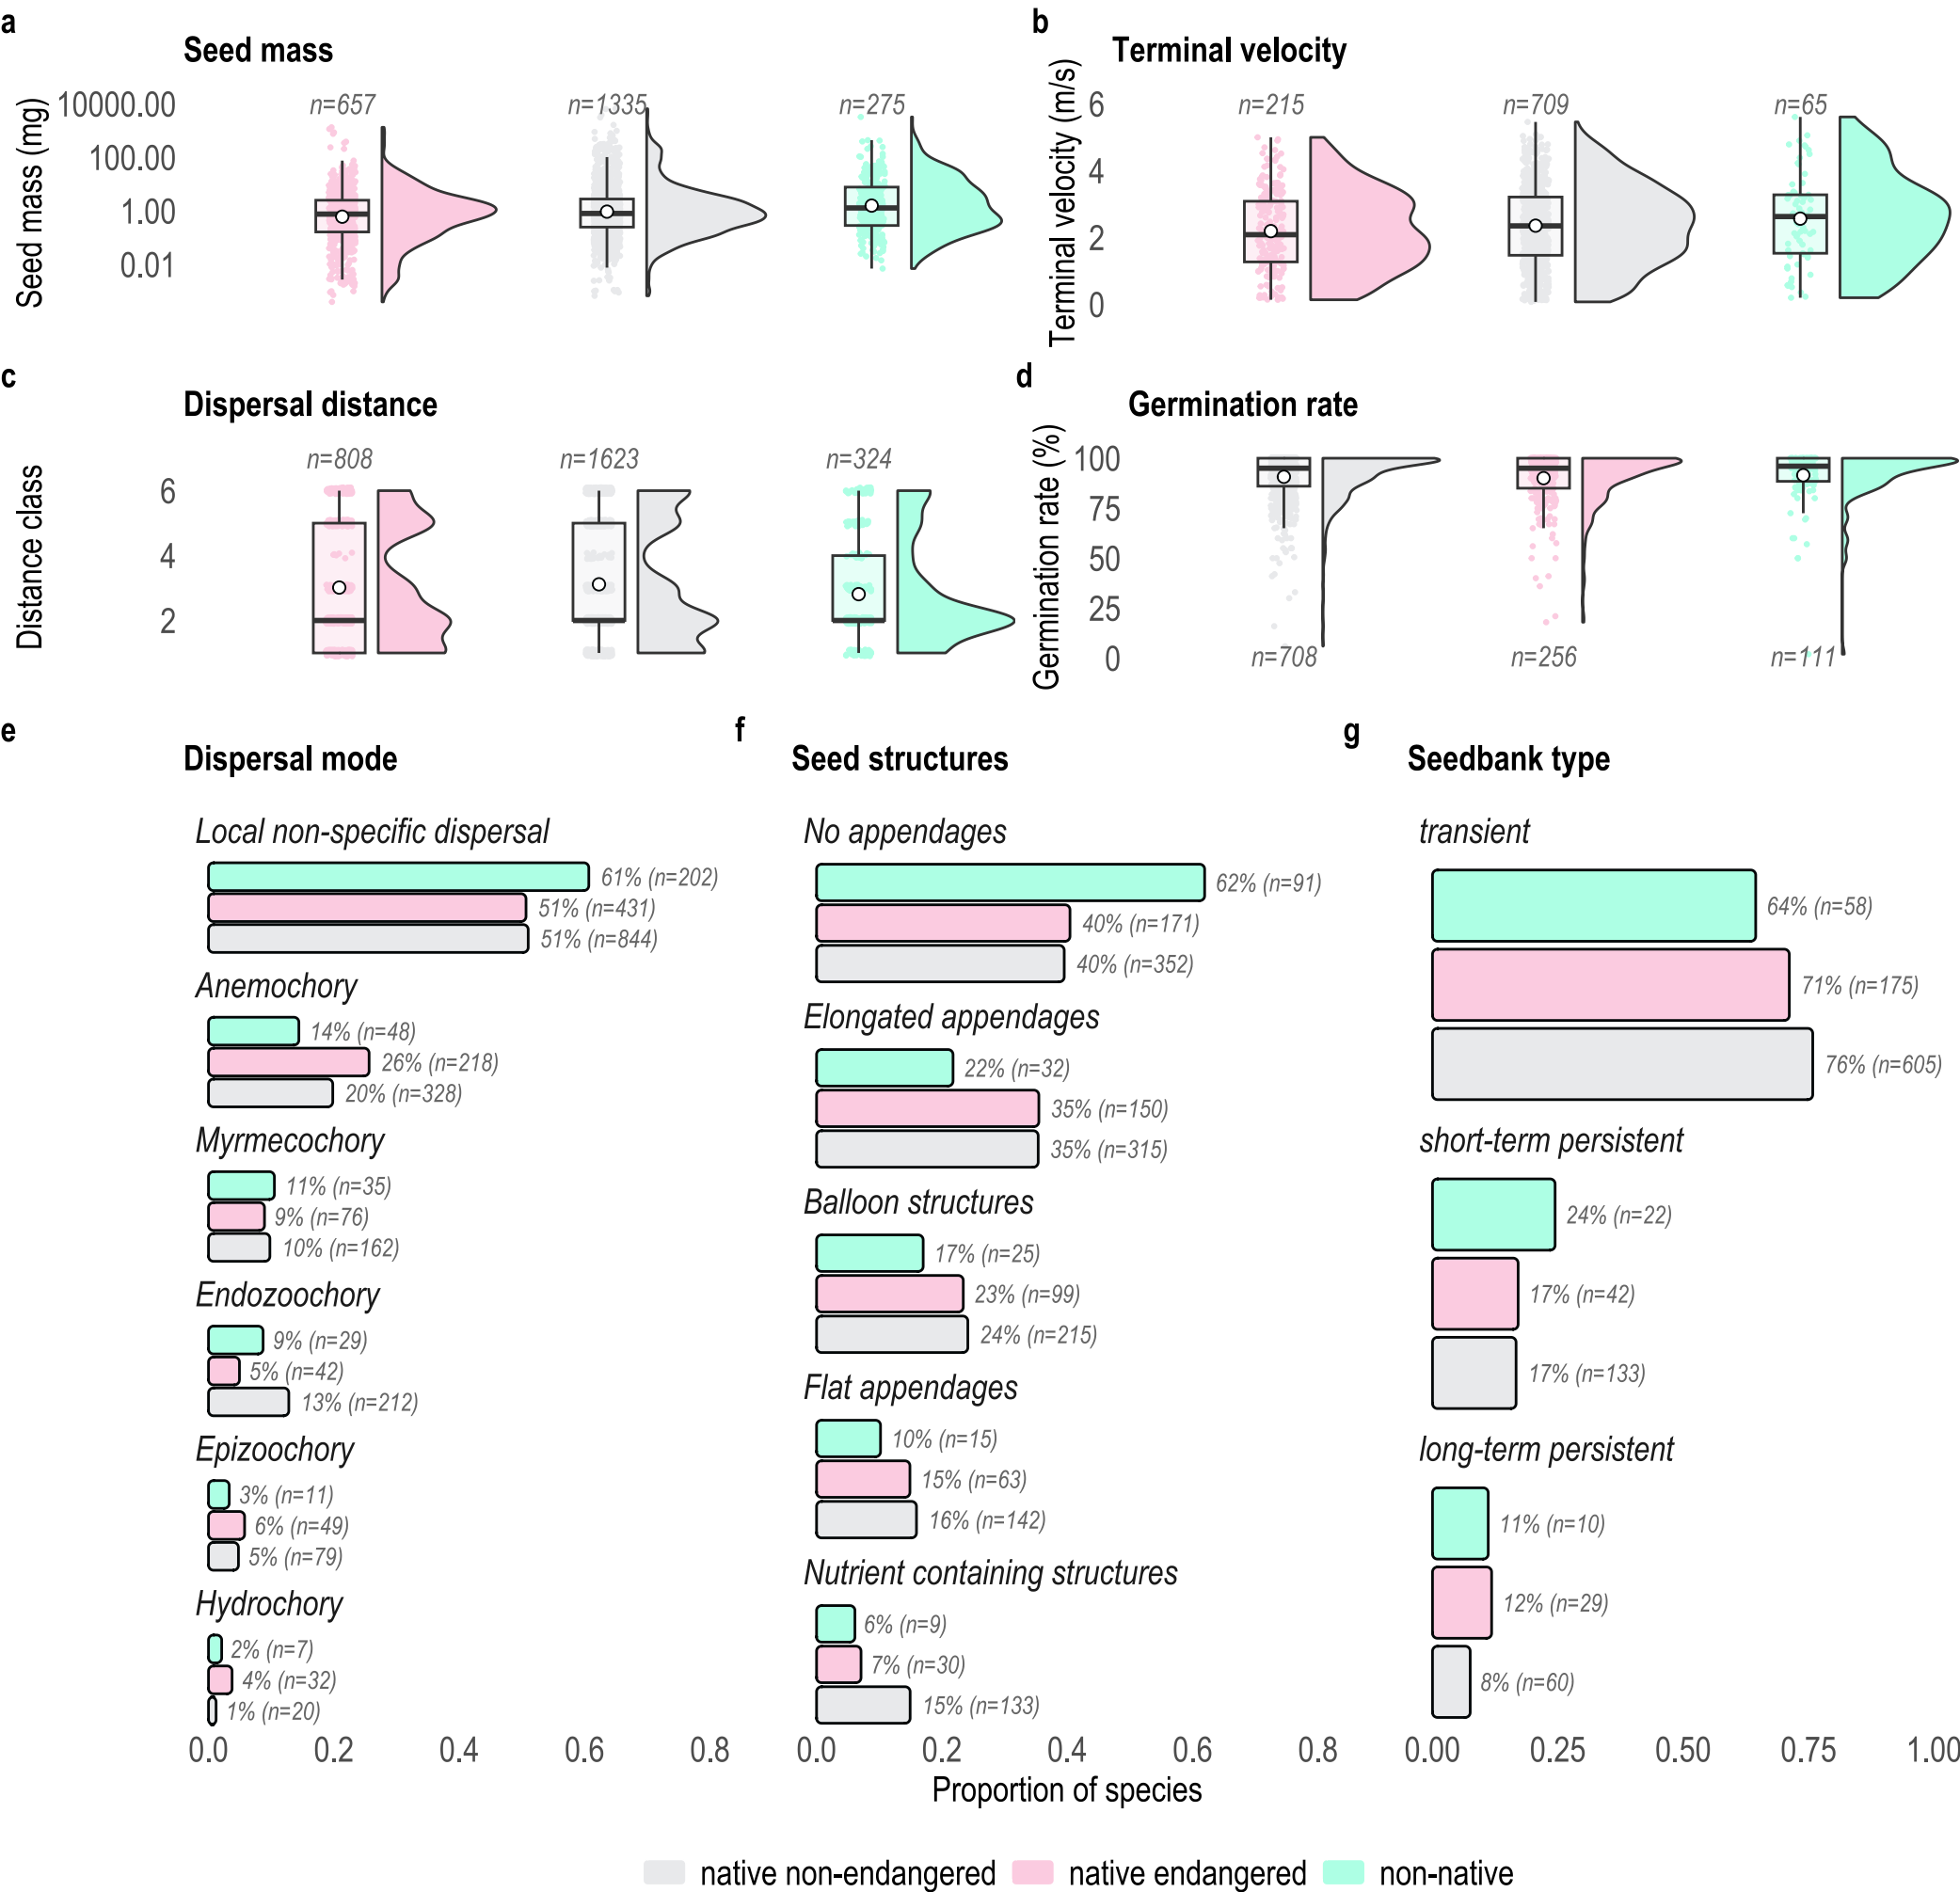 a
Seed mass
Seed mass (mg)
10000.00
100.00
1.00
0.01
n=657
n=1335
n=275
b
Terminal velocity
Terminal velocity (m/s)
6
4
2
0
n=215
n=709
n=65
c
Dispersal distance
Distance class
6
4
2
n=808
n=1623
n=324
d
Germination rate
Germination rate (%)
100
75
50
25
0
n=708
n=256
n=111
e
Dispersal mode
Local non-specific dispersal
61% (n=202)
51% (n=431)
51% (n=844)
Anemochory
14% (n=48)
26% (n=218)
20% (n=328)
Myrmecochory
11% (n=35)
9% (n=76)
10% (n=162)
Endozoochory
9% (n=29)
5% (n=42)
13% (n=212)
Epizoochory
3% (n=11)
6% (n=49)
5% (n=79)
Hydrochory
2% (n=7)
4% (n=32)
1% (n=20)
0.0 0.2 0.4 0.6 0.8
f
Seed structures
No appendages
62% (n=91)
40% (n=171)
40% (n=352)
Elongated appendages
22% (n=32)
35% (n=150)
35% (n=315)
Balloon structures
17% (n=25)
23% (n=99)
24% (n=215)
Flat appendages
10% (n=15)
15% (n=63)
16% (n=142)
Nutrient containing structures
6% (n=9)
7% (n=30)
15% (n=133)
0.0 0.2 0.4 0.6 0.8
g
Seedbank type
transient
64% (n=58)
71% (n=175)
76% (n=605)
short-term persistent
24% (n=22)
17% (n=42)
17% (n=133)
long-term persistent
11% (n=10)
12% (n=29)
8% (n=60)
0.00 0.25 0.50 0.75 1.00
Proportion of species
native non-endangered native endangered non-native